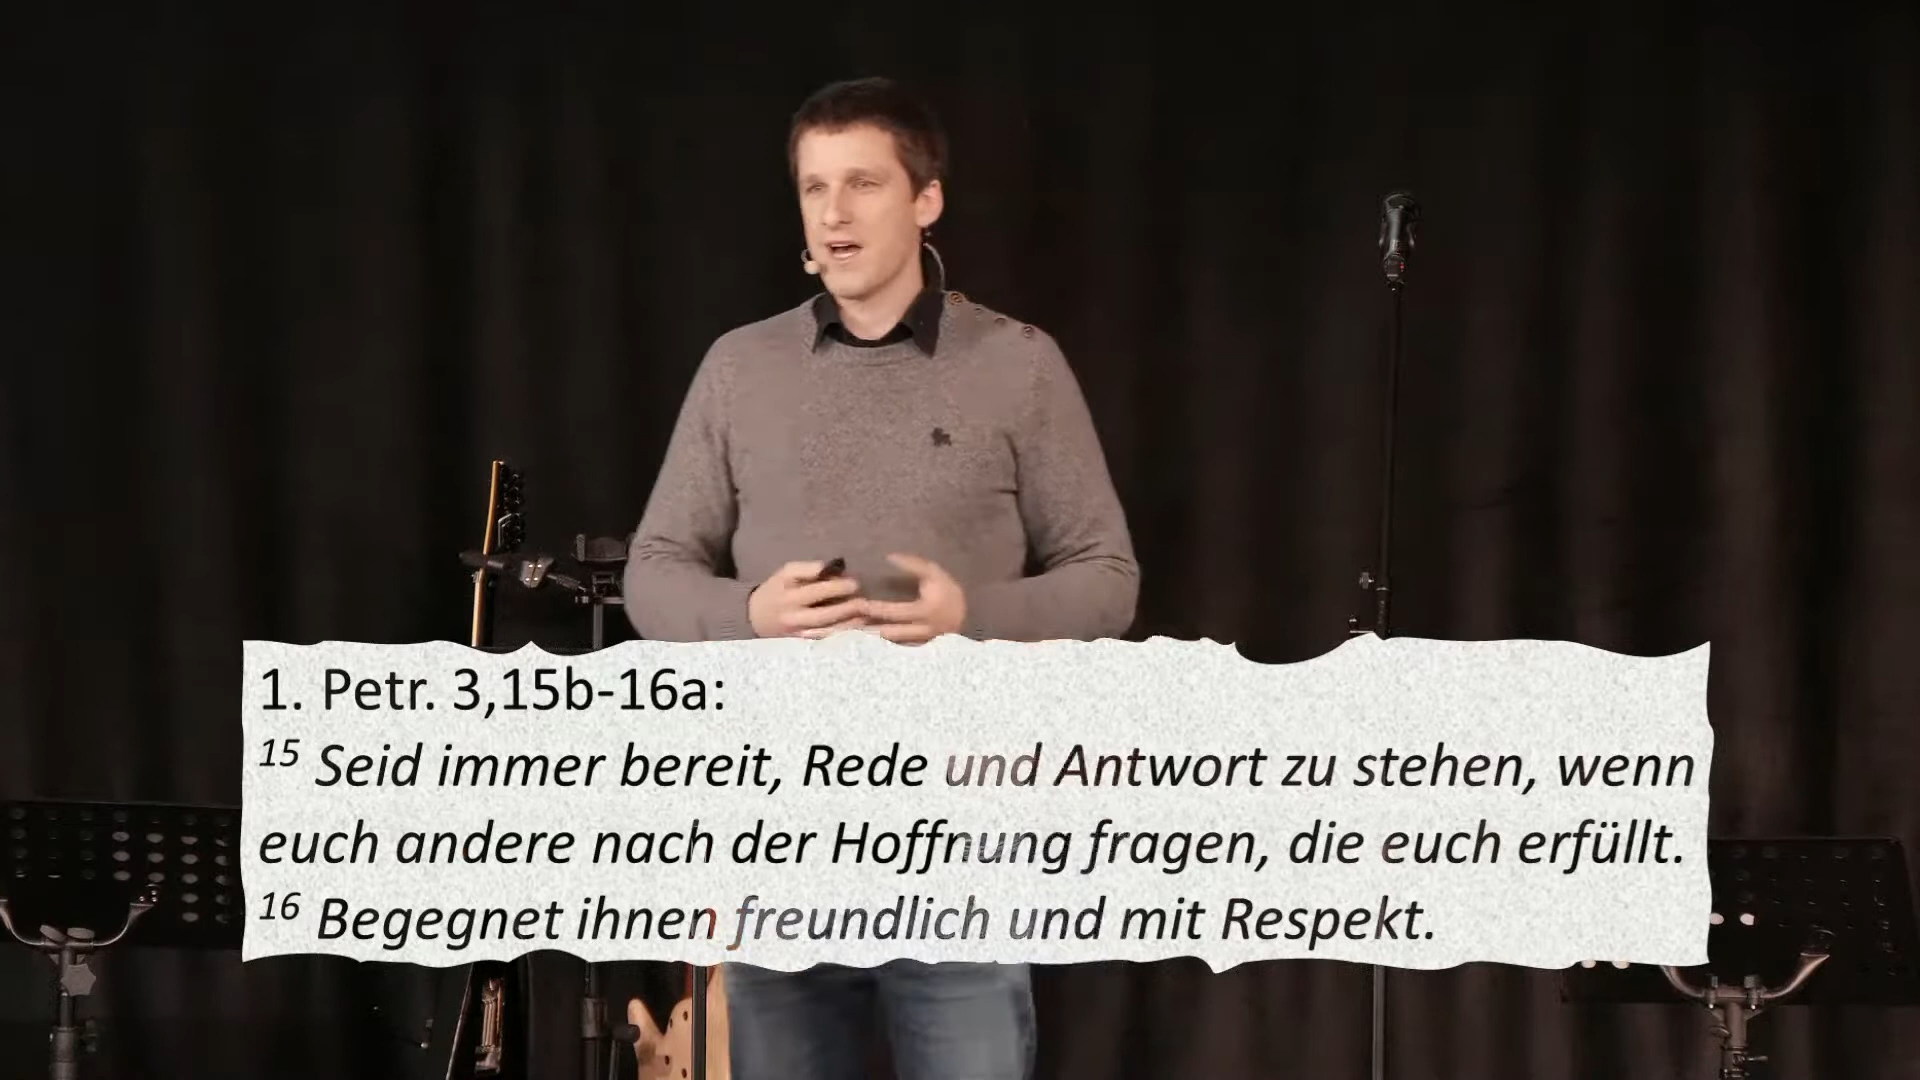 1. Petr. 3,15b-16a:
15 Seid immer bereit, Rede und Antwort zu stehen, wenn
euch andere nach der Hoffnung fragen, die euch erfüllt.
16 Begegnet ihnen freundlich und mit Respekt.